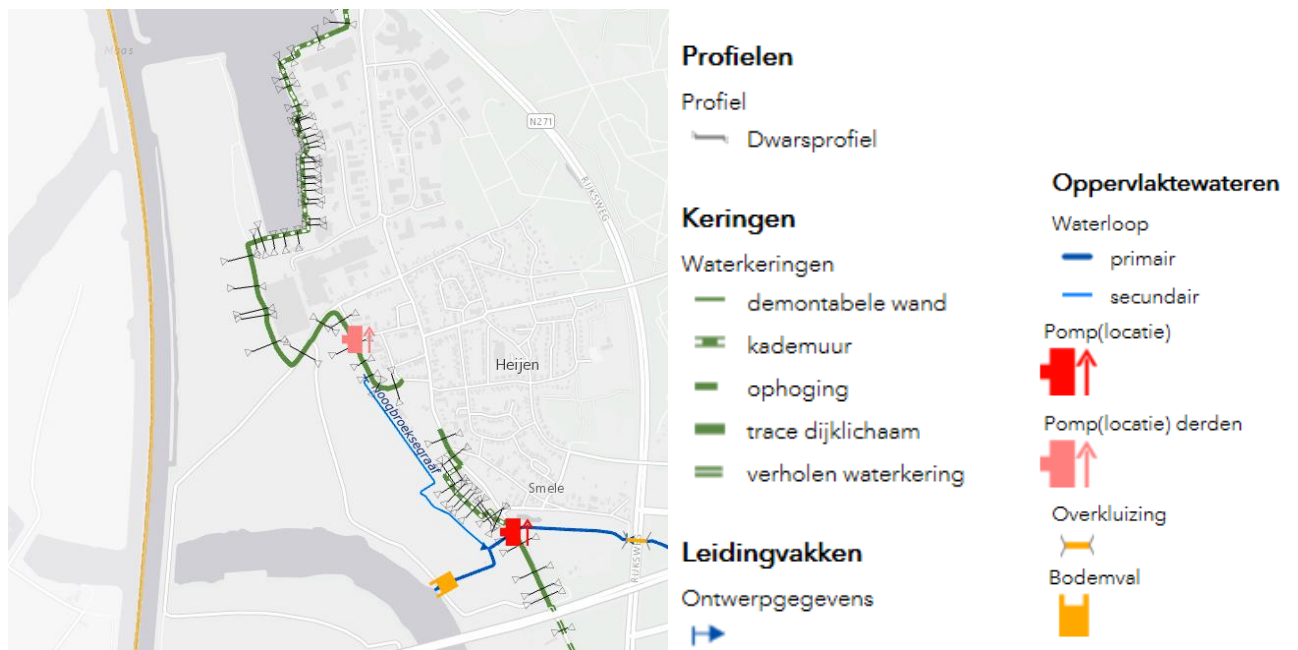 Maas
N271
RIJKSWEG
Heijen
Hoogbroeksegraaf
Smele
RIJKSWEG
Profielen
Profiel
Dwarsprofiel
Keringen
Waterkeringen
demontabele wand
kademuur
ophoging
trace dijklichaam
verholen waterkering
Leidingvakken
Ontwerpgegevens
Oppervlaktewateren
Waterloop
primair
secundair
Pomp(locatie)
Pomp(locatie) derden
Overkluizing
Bodemval